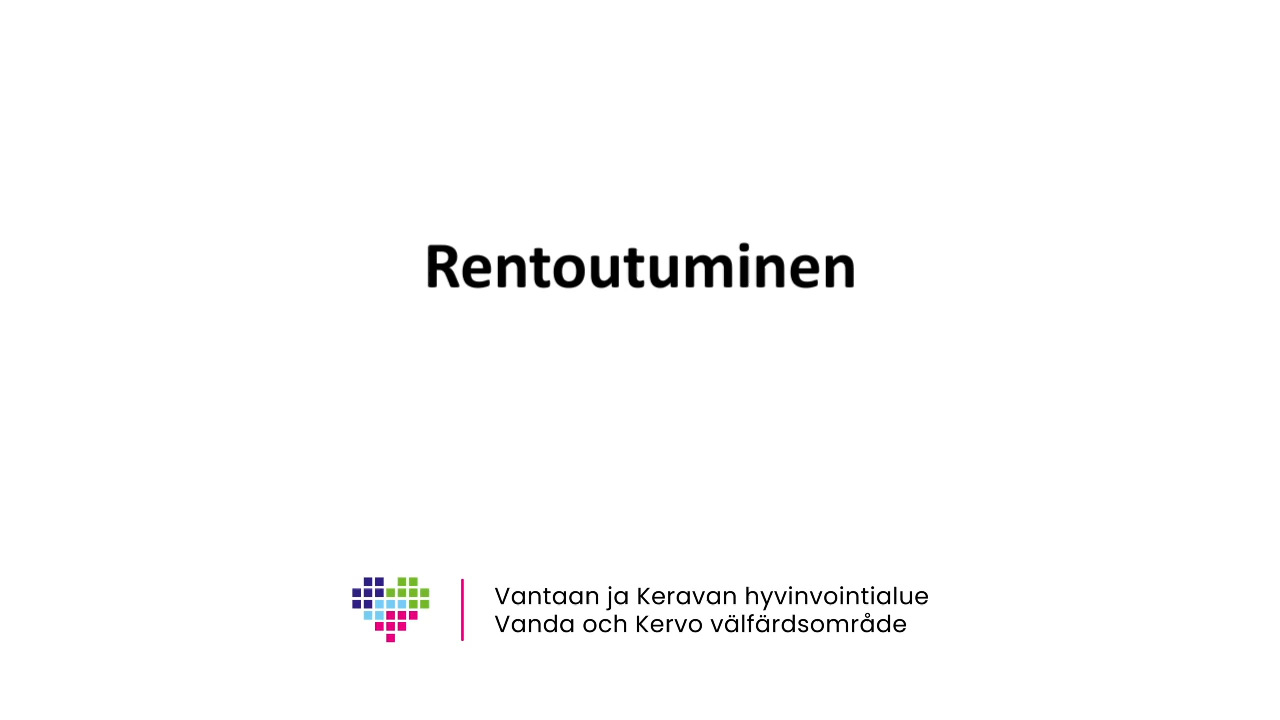 Rentoutuminen
Vantaan ja Keravan hyvinvointialue
Vanda och Kervo välfärdsområde